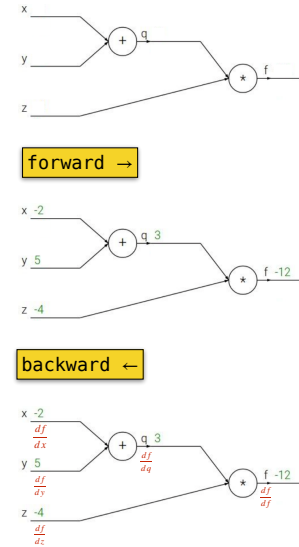 x
q
+
y
f
*
z
forward →
x -2
q 3
+
y 5
f -12
*
z -4
backward ←
x -2
df/dx
q 3
+
df/dq
y 5
df/dy
f -12
*
df/df
z -4
df/dz